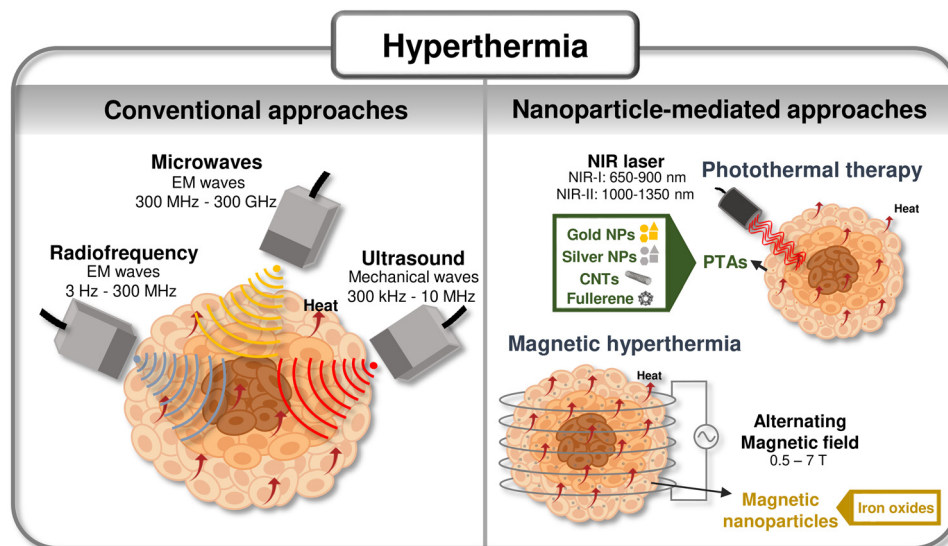 Hyperthermia
Conventional approaches
Microwaves
EM waves
300 MHz - 300 GHz
Radiofrequency
EM waves
3 Hz - 300 MHz
Ultrasound
Mechanical waves
300 kHz - 10 MHz
Heat
Nanoparticle-mediated approaches
NIR laser
NIR-I: 650-900 nm
NIR-II: 1000-1350 nm
Photothermal therapy
Heat
Gold NPs
Silver NPs
CNTs
Fullerene
PTAs
Magnetic hyperthermia
Heat
Alternating
Magnetic field
0.5 – 7 T
Magnetic
nanoparticles
Iron oxides